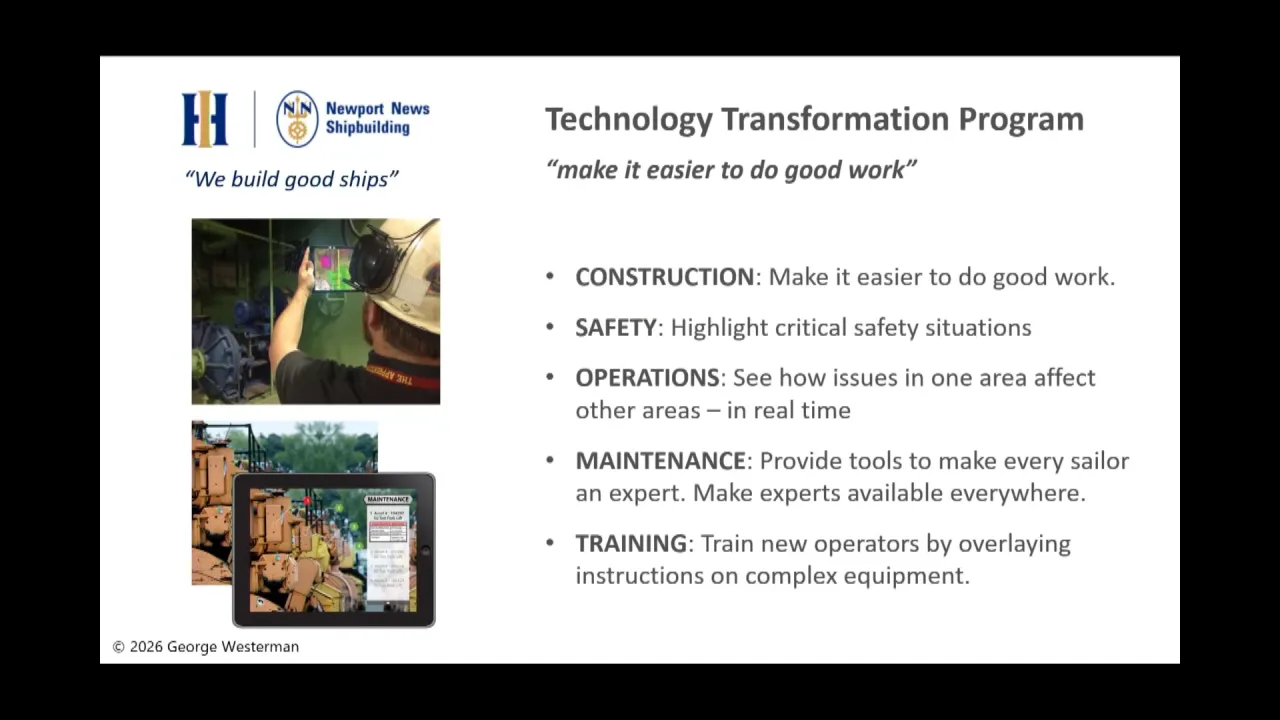 Newport News
Shipbuilding
“We build good ships”
Technology Transformation Program
“make it easier to do good work”
• CONSTRUCTION: Make it easier to do good work.
• SAFETY: Highlight critical safety situations
• OPERATIONS: See how issues in one area affect
other areas – in real time
• MAINTENANCE: Provide tools to make every sailor
an expert. Make experts available everywhere.
• TRAINING: Train new operators by overlaying
instructions on complex equipment.
THE APPREN
MAINTENANCE
© 2026 George Westerman